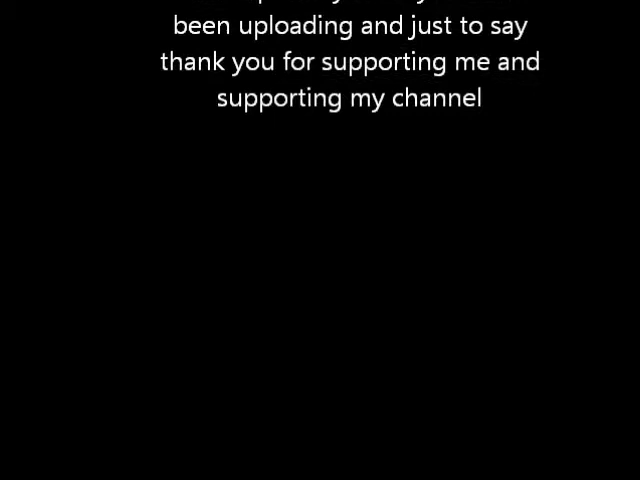 been uploading and just to say
thank you for supporting me and
supporting my channel